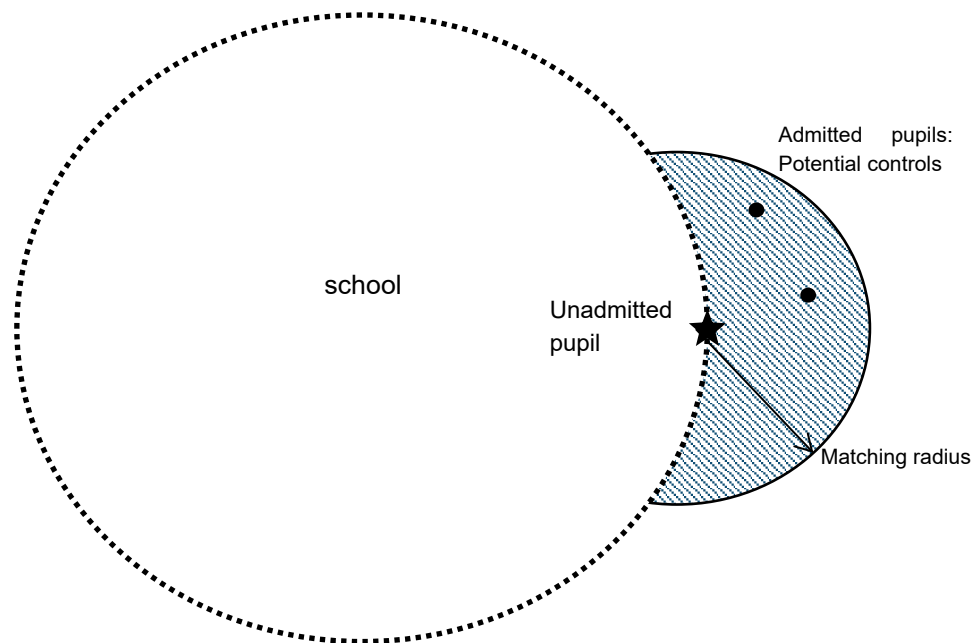 Admitted pupils:
Potential controls
school
Unadmitted
pupil
Matching radius